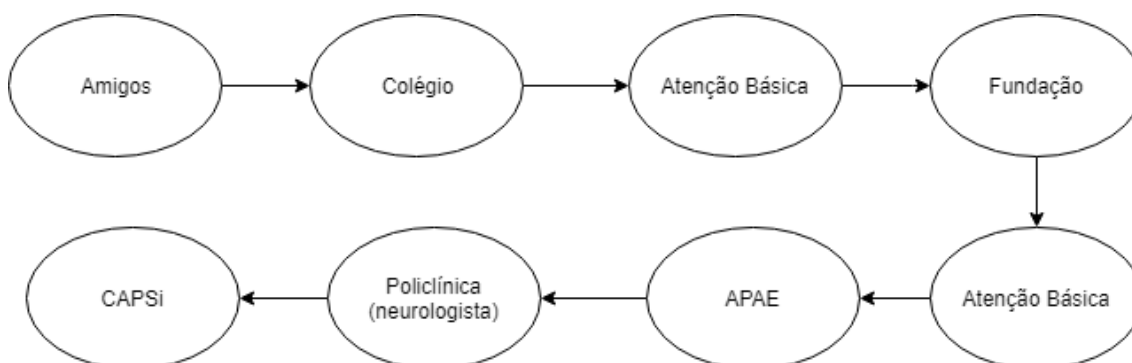 Amigos
Colégio
Atenção Básica
Fundação
Atenção Básica
APAE
Policlínica
(neurologista)
CAPSi